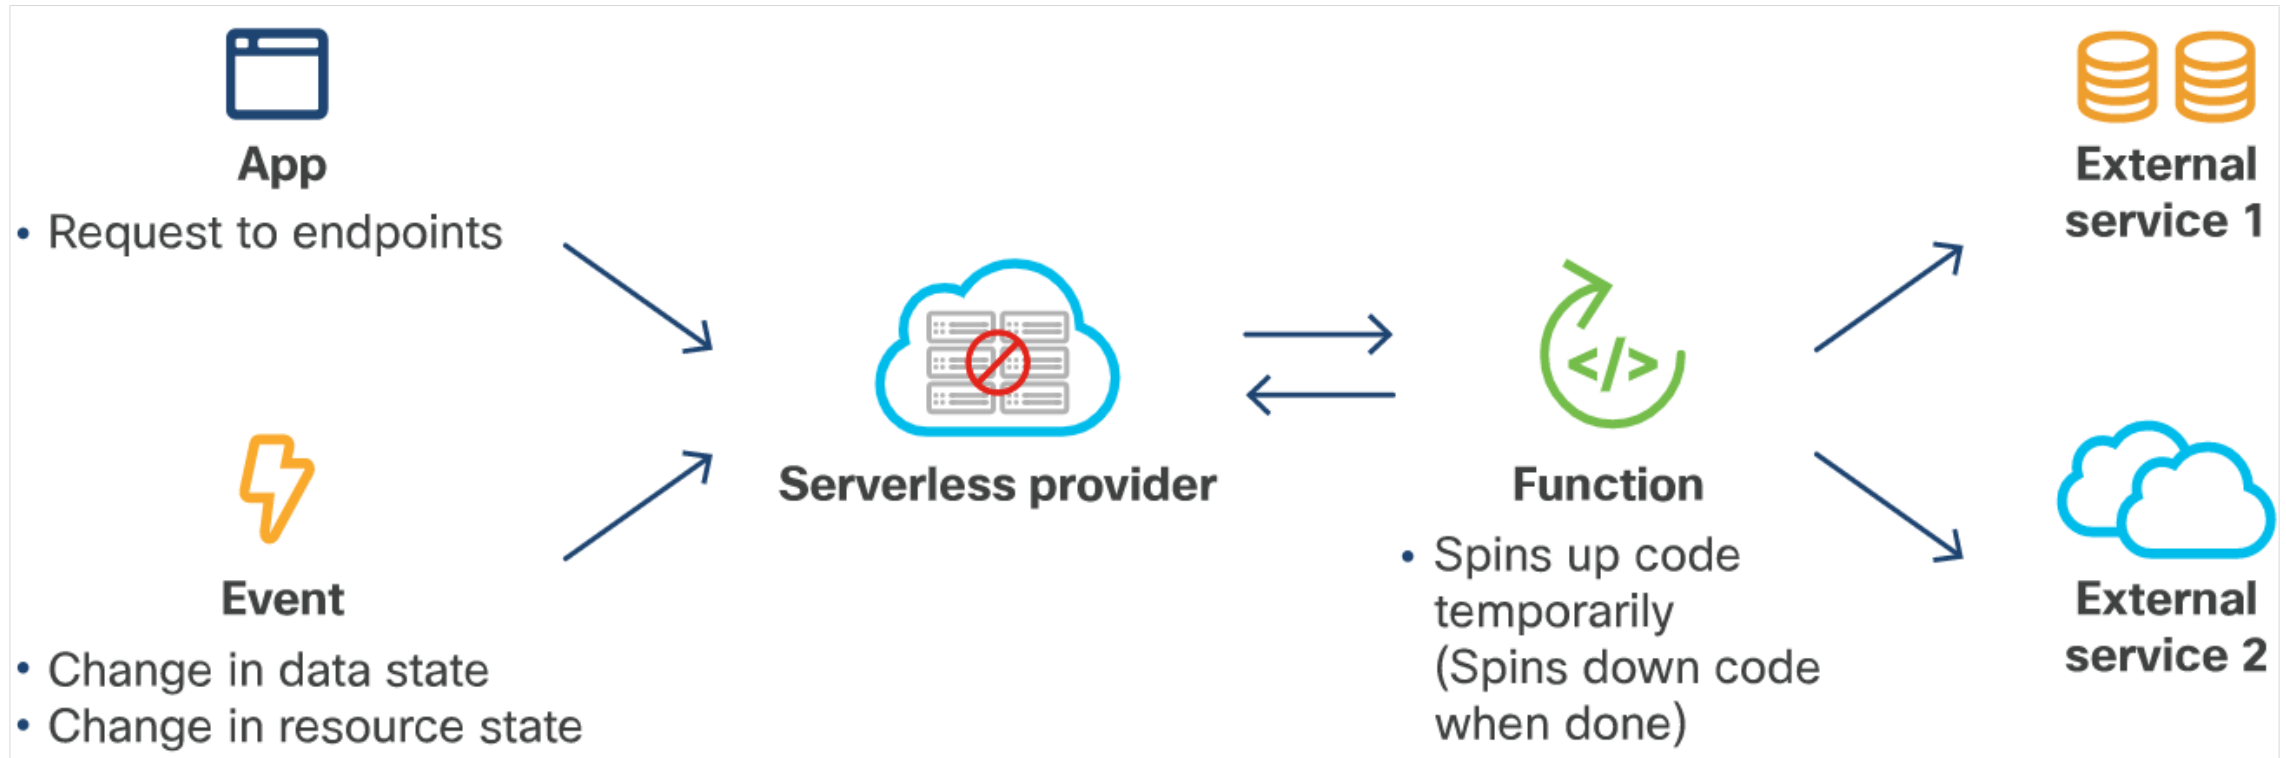 App
• Request to endpoints
Event
• Change in data state
• Change in resource state
Serverless provider
</>
Function
• Spins up code
temporarily
(Spins down code
when done)
External
service 1
External
service 2